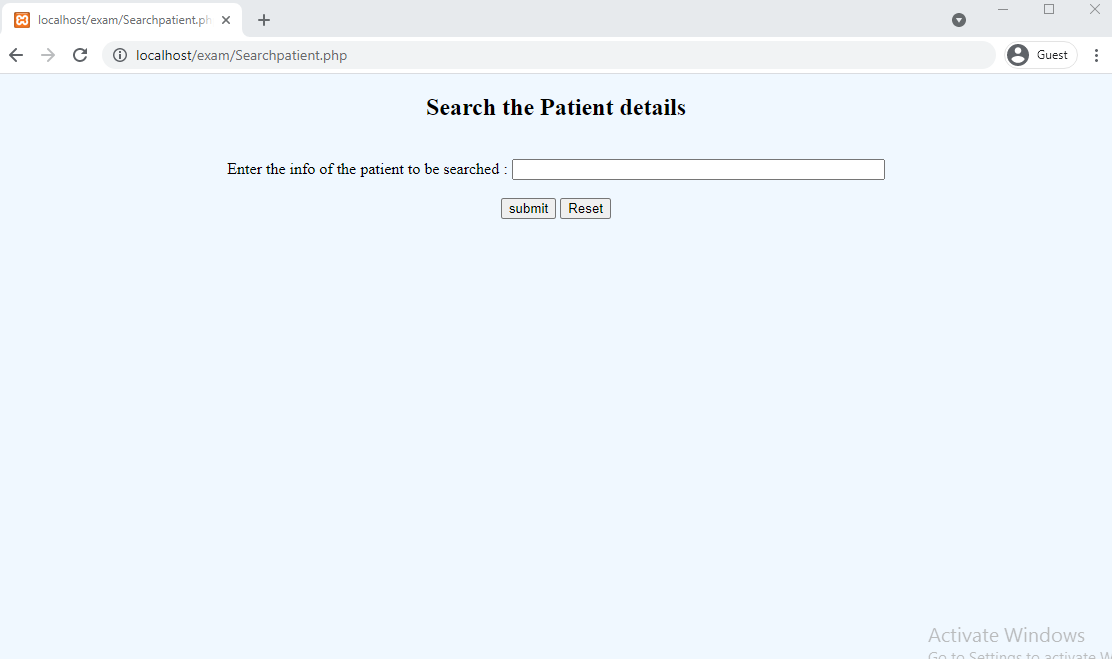 localhost/exam/Searchpatient.ph
localhost/exam/Searchpatient.php
Guest
Search the Patient details
Enter the info of the patient to be searched :
submit Reset
Activate Windows
Go to Settings to activate W